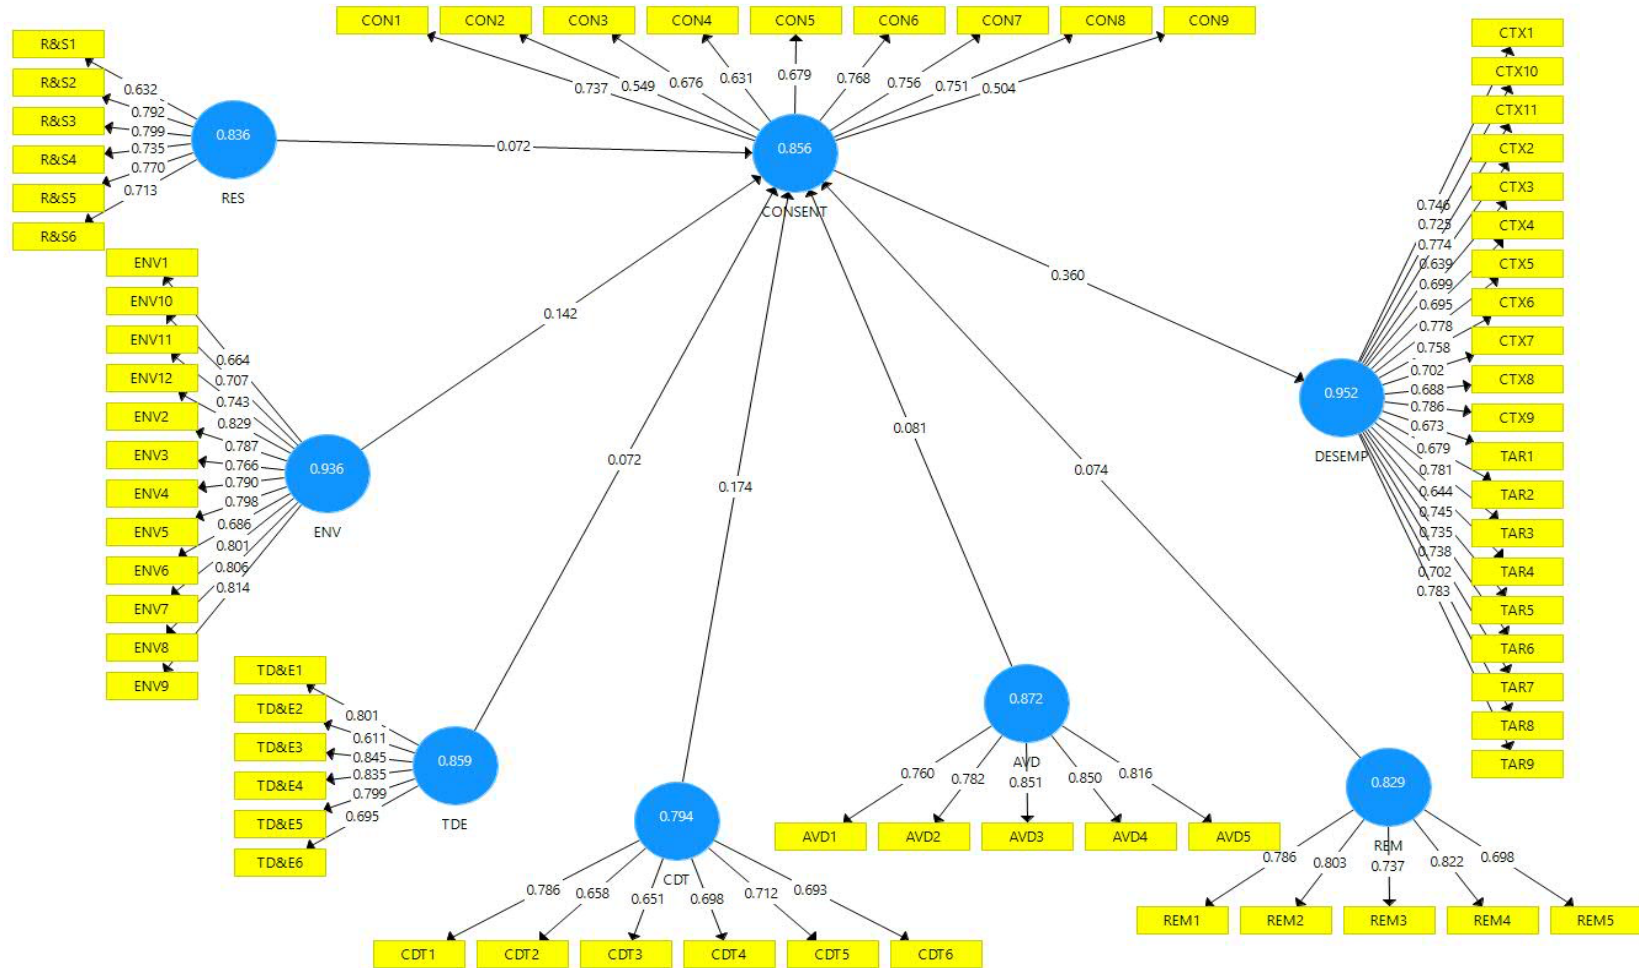 CON1
CON2
CON3
CON4
CON5
CON6
CON7
CON8
CON9
0.737
0.549
0.676
0.631
0.679
0.768
0.756
0.751
0.504
0.856
CONSENT
R&S1
R&S2
R&S3
R&S4
R&S5
R&S6
0.632
0.792
0.799
0.735
0.770
0.713
0.836
RES
0.072
ENV1
ENV10
ENV11
ENV12
ENV2
ENV3
ENV4
ENV5
ENV6
ENV7
ENV8
ENV9
0.664
0.707
0.743
0.829
0.787
0.766
0.790
0.798
0.686
0.801
0.806
0.814
0.936
ENV
0.142
TD&E1
TD&E2
TD&E3
TD&E4
TD&E5
TD&E6
0.801
0.611
0.845
0.835
0.799
0.695
0.859
TDE
0.072
0.794
CDT
0.174
0.786
0.658
0.651
0.698
0.712
0.693
CDT1
CDT2
CDT3
CDT4
CDT5
CDT6
0.872
AVD
0.081
0.760
0.782
0.851
0.850
0.816
AVD1
AVD2
AVD3
AVD4
AVD5
0.829
REM
0.074
0.786
0.803
0.737
0.822
0.698
REM1
REM2
REM3
REM4
REM5
0.360
0.952
DESEMP
0.746
0.725
0.774
0.639
0.699
0.695
0.778
0.758
0.702
0.688
0.786
0.673
0.679
0.781
0.644
0.745
0.735
0.738
0.702
0.783
CTX1
CTX10
CTX11
CTX2
CTX3
CTX4
CTX5
CTX6
CTX7
CTX8
CTX9
TAR1
TAR2
TAR3
TAR4
TAR5
TAR6
TAR7
TAR8
TAR9